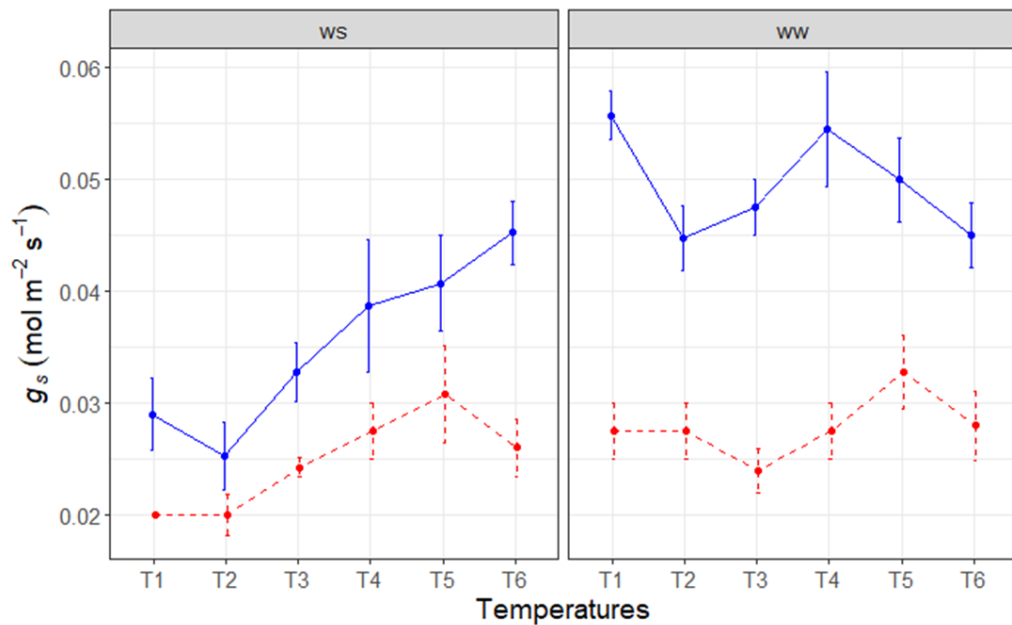 ws ww
0.06
0.05
0.04
0.03
0.02
gs (mol m−2 s−1)
T1 T2 T3 T4 T5 T6 T1 T2 T3 T4 T5 T6
Temperatures